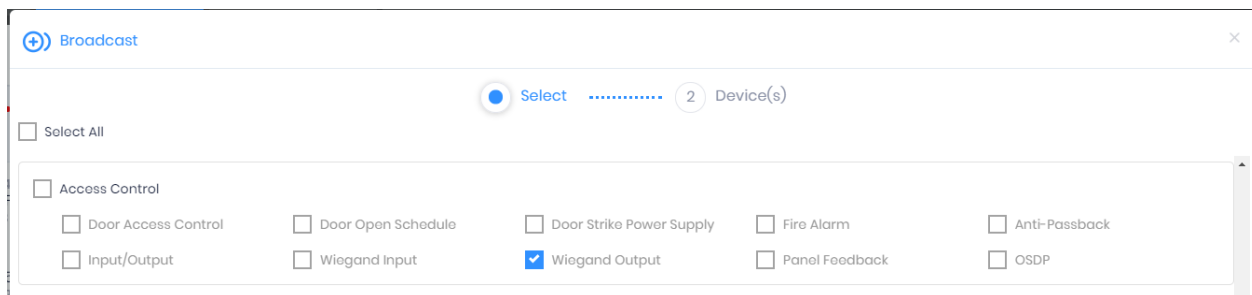 Broadcast
Select 2 Device(s)
Select All
Access Control
Door Access Control Door Open Schedule Door Strike Power Supply Fire Alarm Anti-Passback
Input/Output Wiegand Input Wiegand Output Panel Feedback OSDP